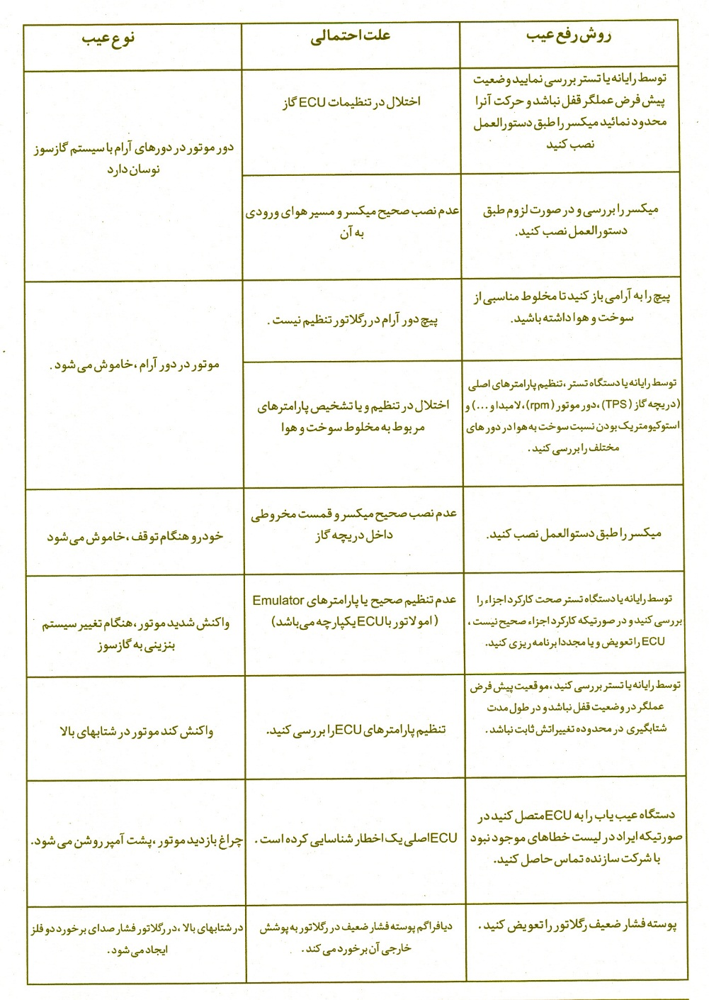 روش رفع عیب
علت احتمالی
نوع عیب
توسط رایانه یا تستر بررسی نمایید وضعیت
پیش فرض عملگر قفل نباشد و حرکت آنرا
محدود نمائید میکسر را طبق دستورالعمل
نصب کنید
اختلال در تنظیمات ECU گاز
دور موتور در دورهای آرام با سیستم گازسوز
نوسان دارد
میکسر را بررسی و در صورت لزوم طبق
دستورالعمل نصب کنید.
عدم نصب صحیح میکسر و مسیر هوای ورودی
به آن
پیچ را به آرامی باز کنید تا مخلوط مناسبی از
سوخت و هوا داشته باشید.
پیچ دور آرام در رگلاتور تنظیم نیست .
موتور در دور آرام ، خاموش می شود .
توسط رایانه یا دستگاه تستر ، تنظیم پارامترهای اصلی
(دریچه گاز (TPS) ، دور موتور (rpm)، لامبدا و ...) و
استوکیومتریک بودن نسبت سوخت به هوا در دور های
مختلف را بررسی کنید .
اختلال در تنظیم و یا تشخیص پارامترهای
مربوط به مخلوط سوخت و هوا
میکسر را طبق دستوالعمل نصب کنید.
عدم نصب صحیح میکسر و قمست مخروطی
داخل دریچه گاز
خودرو هنگام توقف ، خاموش می شود
توسط رایانه یا دستگاه تستر صحت کارکرد اجزاء را
بررسی کنید و در صورتیکه کارکرد اجزاء صحیح نیست ،
ECU را تعویض و یا مجددا برنامه ریزی کنید.
عدم تنظیم صحیح یا پارامترهای Emulator
( امولاتور با ECU یکپارچه می باشد)
واکنش شدید موتور ، هنگام تغییر سیستم
بنزینی به گازسوز
توسط رایانه یا تستر بررسی کنید ، موقعیت پیش فرض
عملگر در وضعیت قفل نباشد و در طول مدت
شتابگیری در محدوده تغییراتش ثابت نباشد .
تنظیم پارامترهای ECU را بررسی کنید.
واکنش کند موتور در شتابهای بالا
دستگاه عیب یاب را به ECU متصل کنید در
صورتیکه ایراد در لیست خطاهای موجود نبود
با شرکت سازنده تماس حاصل کنید.
ECU اصلی یک اخطار شناسایی کرده است .
چراغ بازدید موتور ، پشت آمپر روشن می شود.
پوسته فشار ضعیف رگلاتور را تعویض کنید .
دیافراگم پوسته فشار ضعیف در رگلاتور به پوشش
خارجی آن برخورد می کند .
در شتابهای بالا ، در رگلاتور فشار صدای برخورد دو فلز
ایجاد می شود .